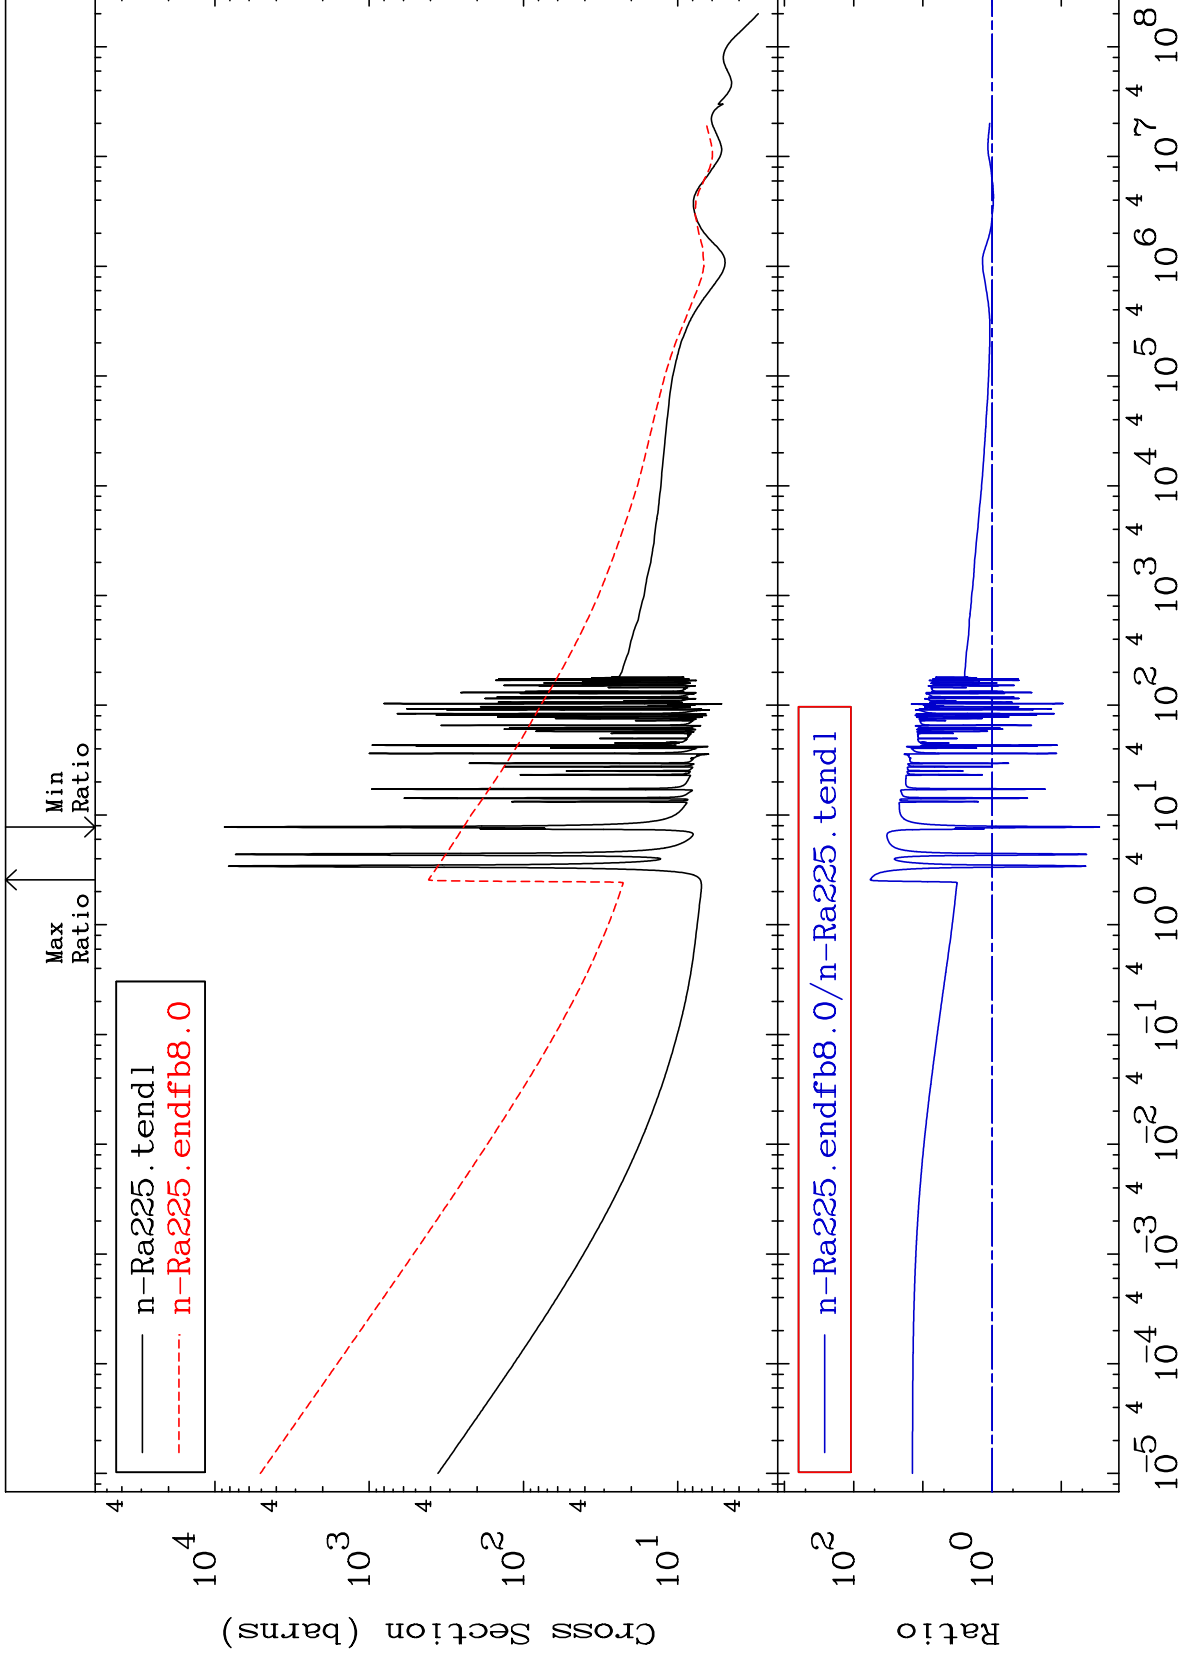 Max
Ratio
Min
Ratio
n-Ra225.tendl
n-Ra225.endfb8.0
Cross Section (barns)
4
10^4
4
10^3
4
10^2
4
10^1
4
n-Ra225.endfb8.0/n-Ra225.tendl
Ratio
10^2
10^0
10^-5 4 10^-4 4 10^-3 4 10^-2 4 10^-1 4 10^0 4 10^1 4 10^2 4 10^3 4 10^4 4 10^5 4 10^6 4 10^7 4 10^8